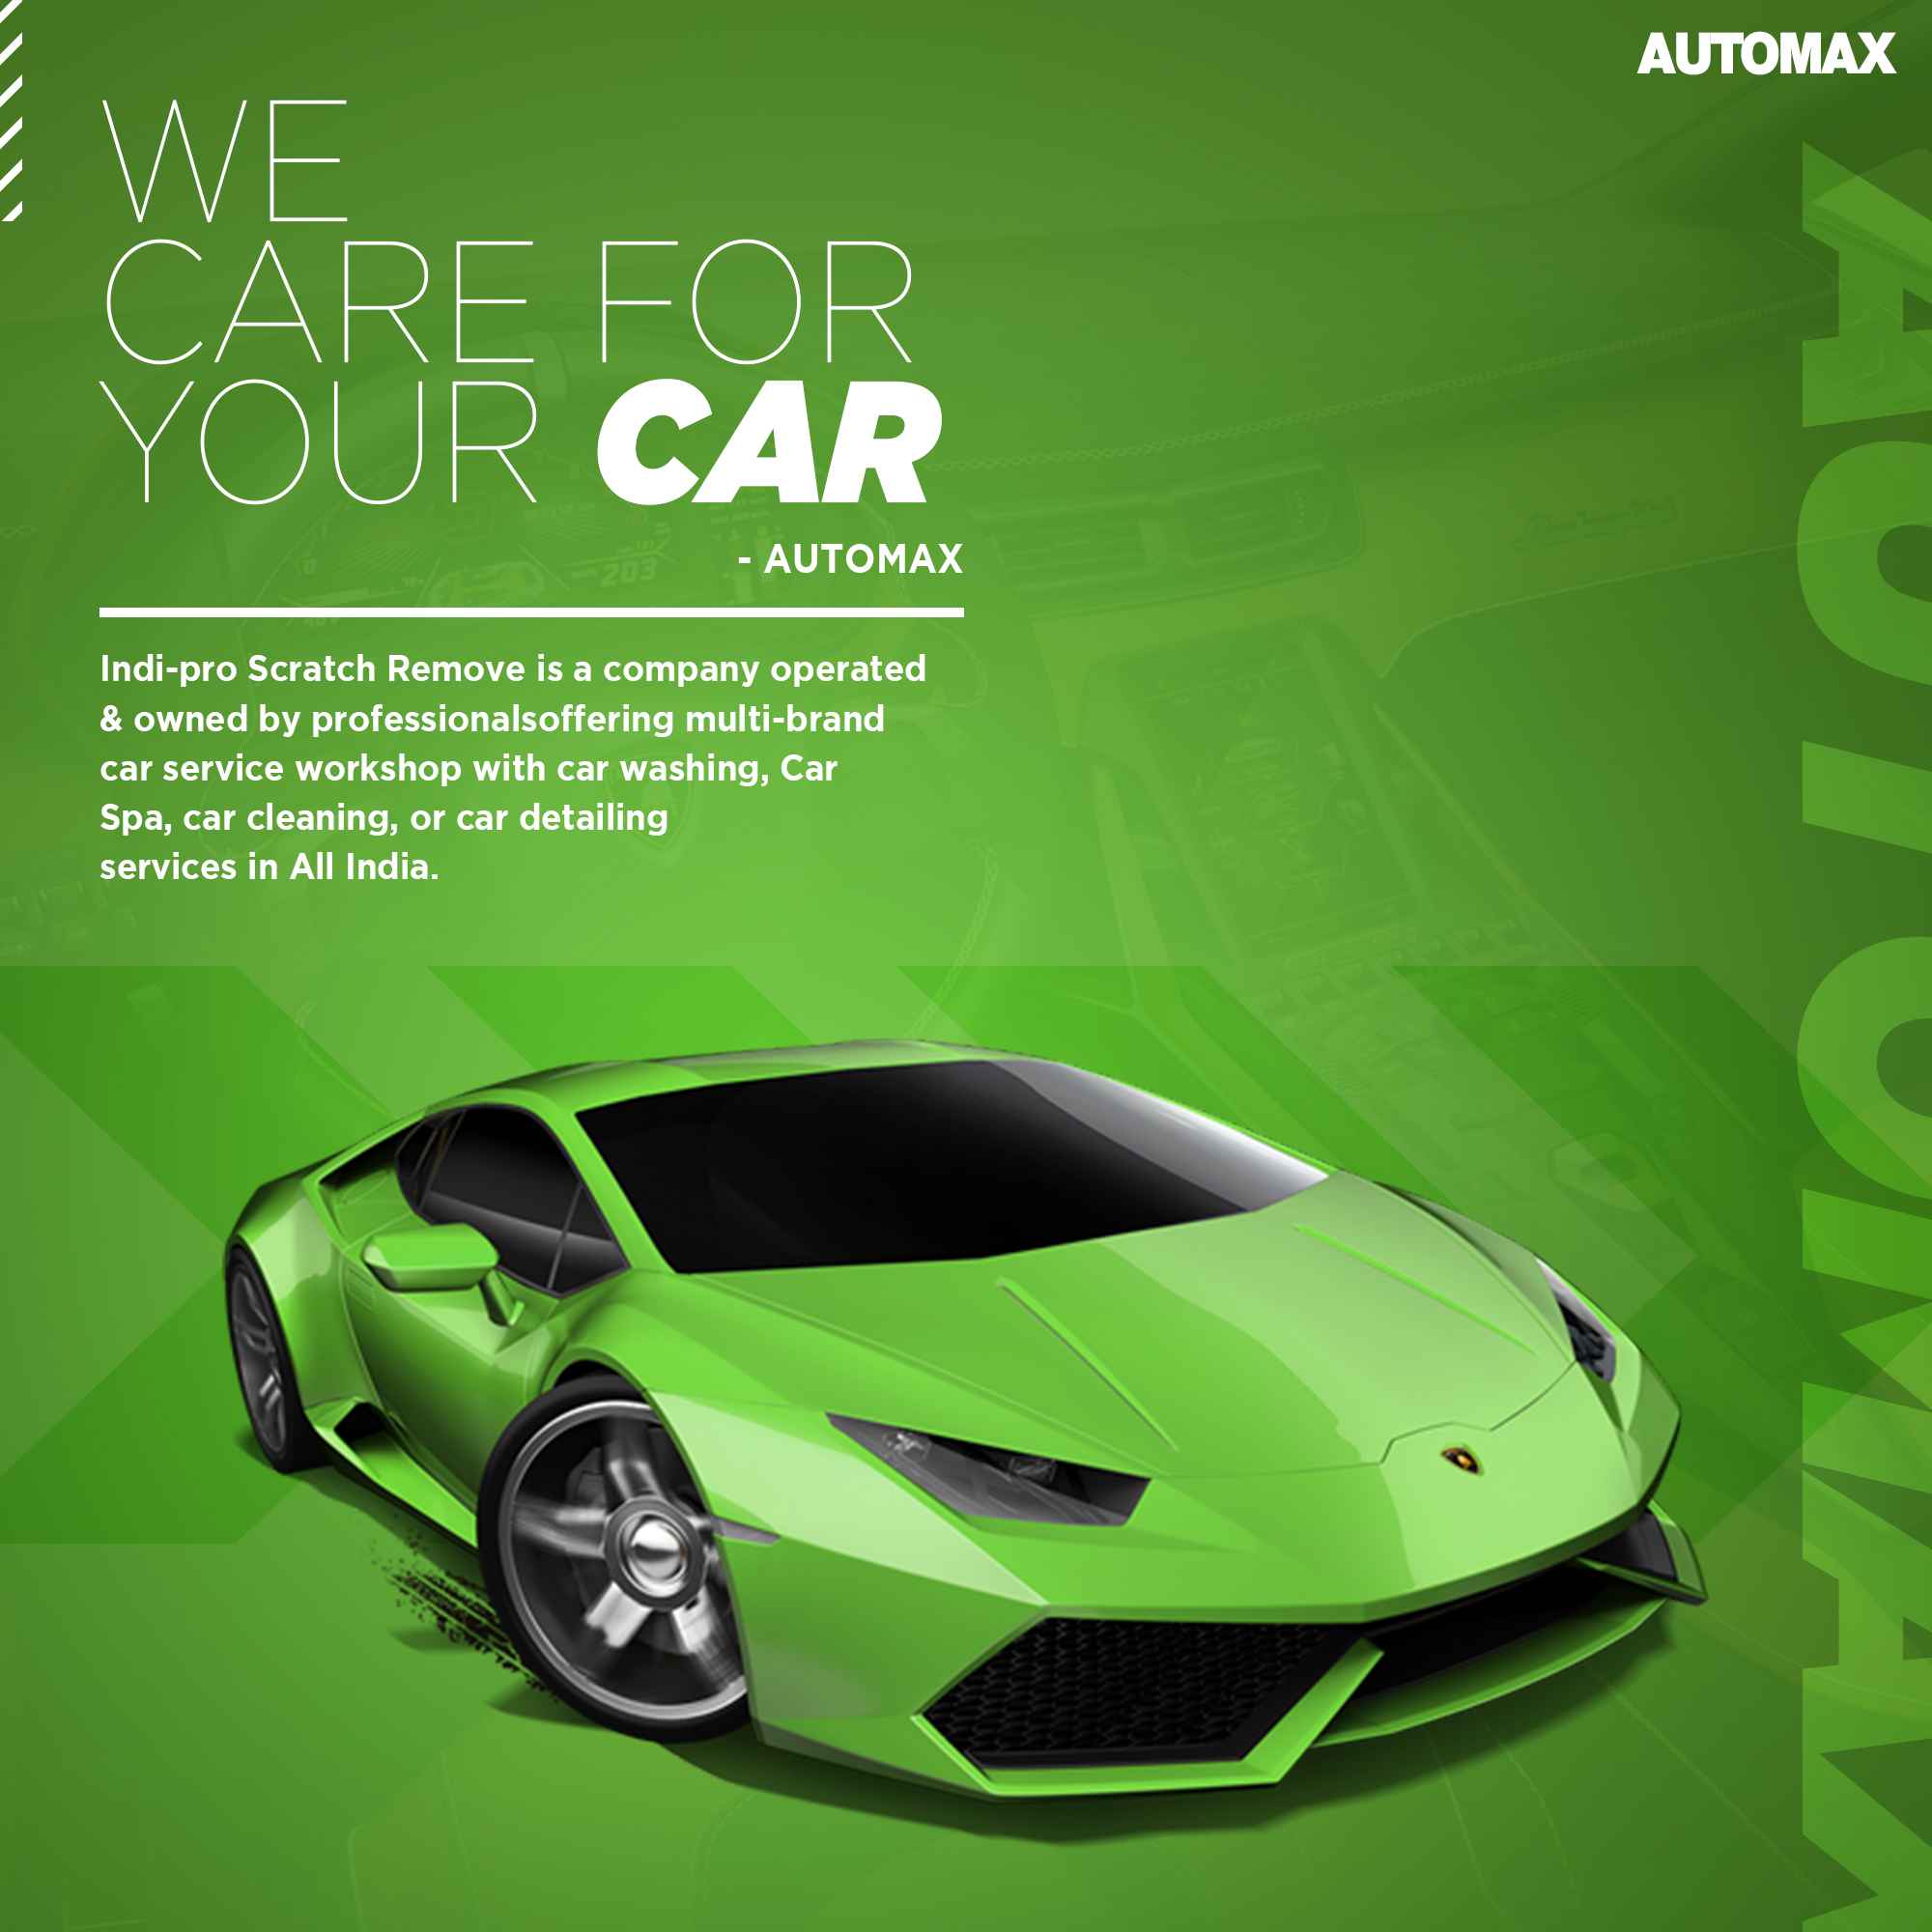 AUTOMAX
WE
CARE FOR
YOUR CAR
- AUTOMAX
Indi-pro Scratch Remove is a company operated
& owned by professionalsoffering multi-brand
car service workshop with car washing, Car
Spa, car cleaning, or car detailing
services in All India.
203